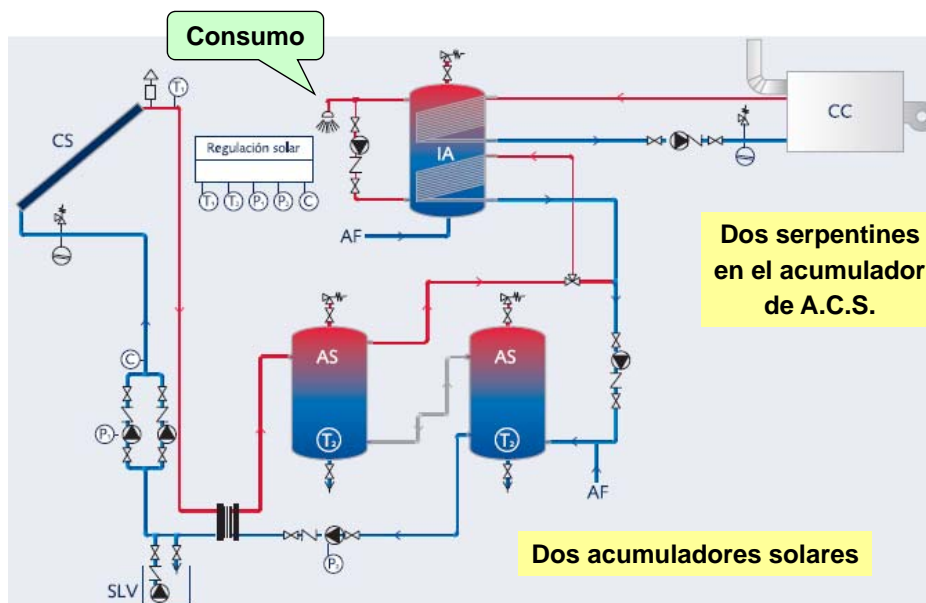 Consumo
T₁
CS
Regulación solar
T₁ T₂ P₁ P₂ C
IA
CC
AF
Dos serpentines
en el acumulador
de A.C.S.
AS
AS
C
P₁
T₂
T₂
AF
P₂
Dos acumuladores solares
SLV